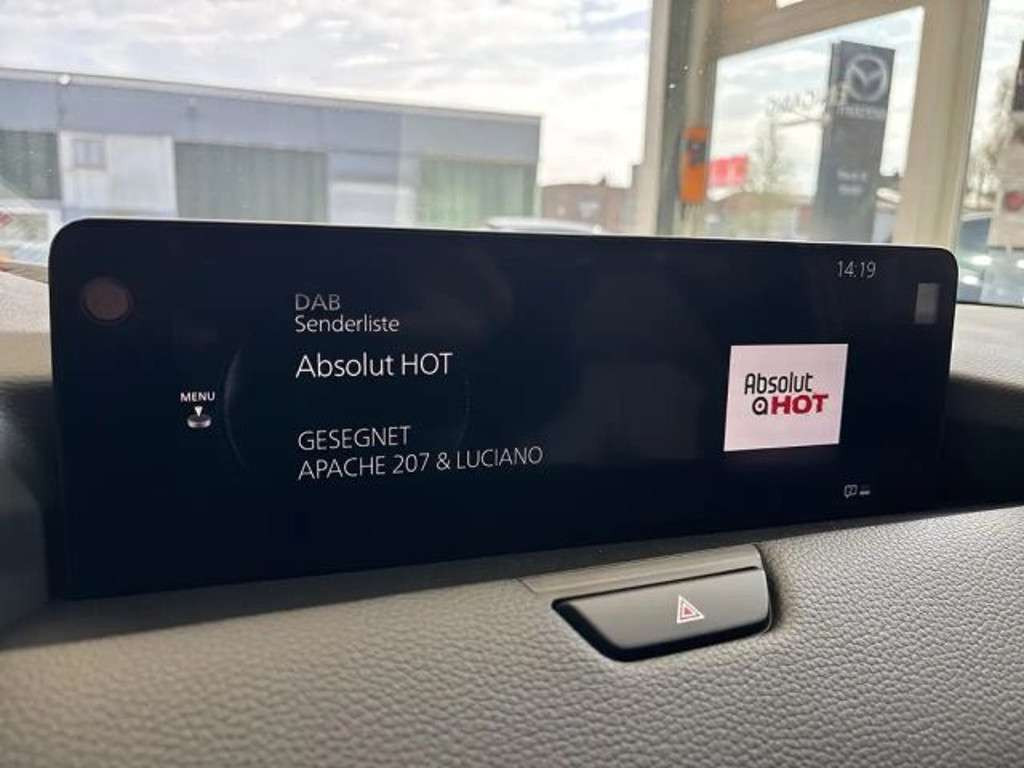 14:19
DAB
Senderliste
Absolut HOT
MENU
GESEGNET
APACHE 207 & LUCIANO
Absolut
HOT